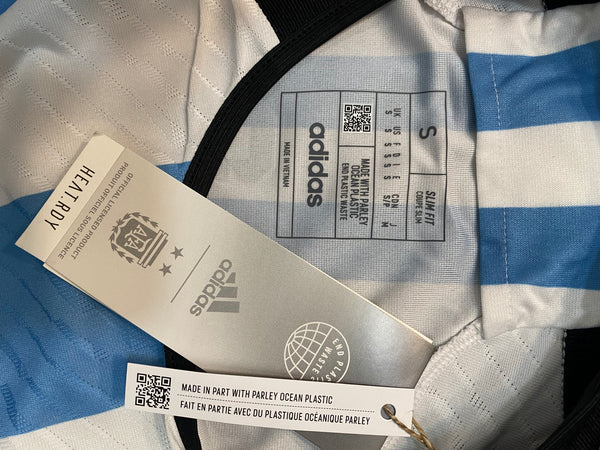 HEAT.RDY
OFFICIAL LICENSED PRODUCT
PRODUIT OFFICIEL SOUS LICENCE
AFA
adidas
END PLASTIC WASTE
MADE IN PART WITH PARLEY OCEAN PLASTIC
FAIT EN PARTIE AVEC DU PLASTIQUE OCÉANIQUE PARLEY
adidas
MADE IN VIETNAM
MADE WITH PARLEY
OCEAN PLASTIC
END PLASTIC WASTE
UK US F D I E CDN J
S S S S S S S/P M
S
SLIM FIT
COUPE SLIM